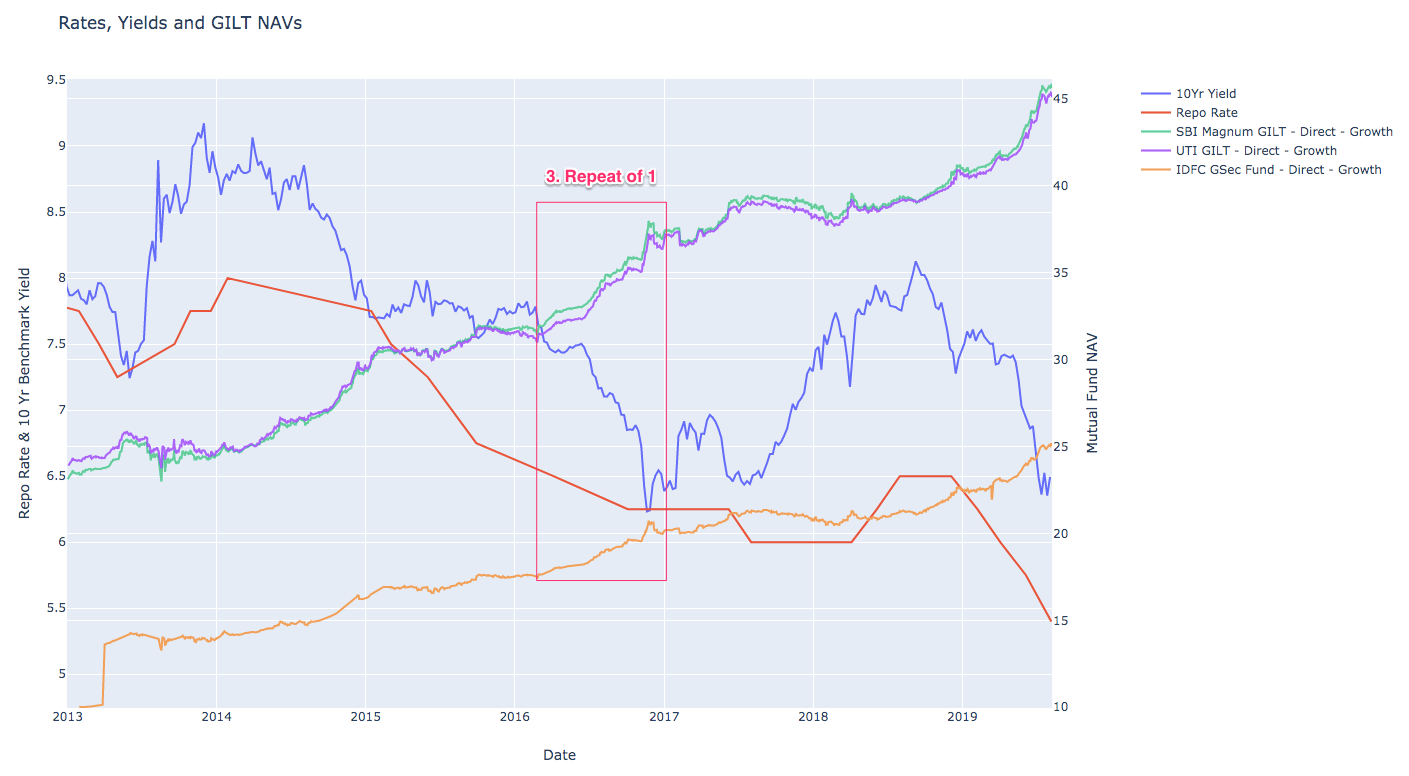 Rates, Yields and GILT NAVs
10Yr Yield
Repo Rate
SBI Magnum GILT - Direct - Growth
UTI GILT - Direct - Growth
IDFC GSec Fund - Direct - Growth
3. Repeat of 1
Repo Rate & 10 Yr Benchmark Yield
9.5
9
8.5
8
7.5
7
6.5
6
5.5
5
45
40
35
30
25
20
15
10
Mutual Fund NAV
2013 2014 2015 2016 2017 2018 2019
Date